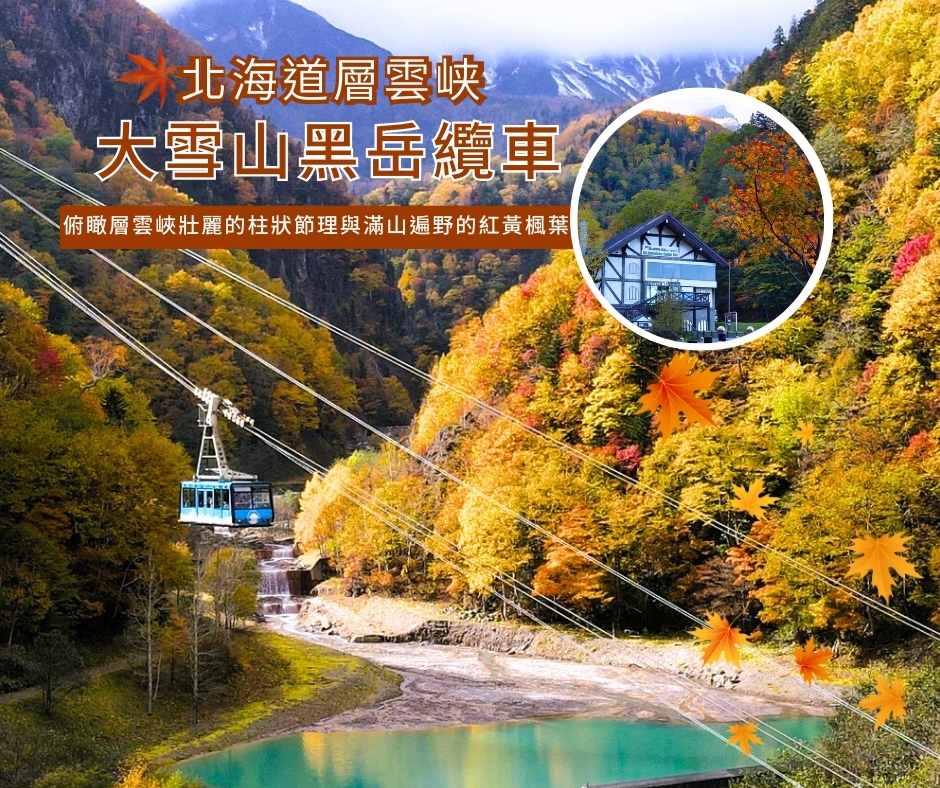 北海道層雲峡
大雪山黑岳纜車
俯瞰層雲峽壯麗的柱狀節理與滿山遍野的紅黃楓葉